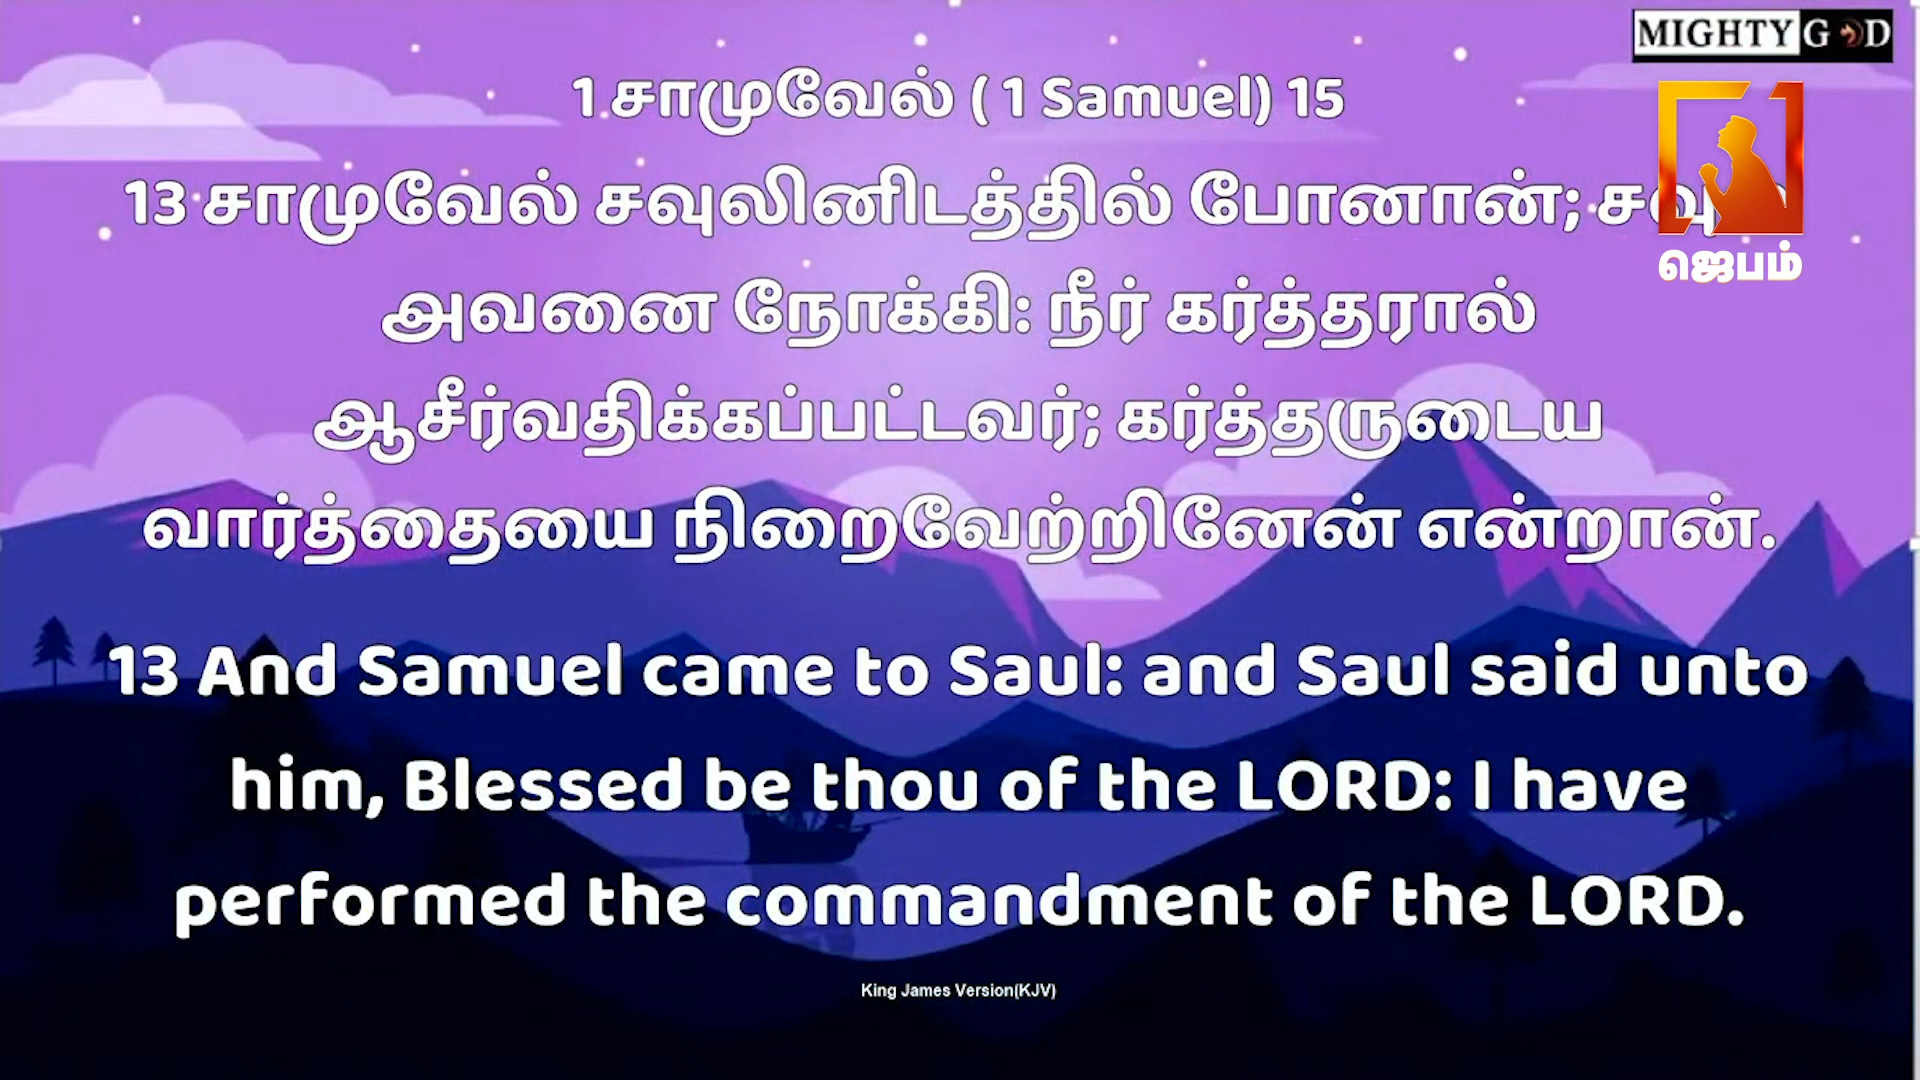 MIGHTY GOD
1 சாமுவேல் ( 1 Samuel) 15
ஜெபம்
13 சாமுவேல் சவுலினிடத்தில் போனான்;
அவனை நோக்கி: நீர் கர்த்தரால்
ஆசீர்வதிக்கப்பட்டவர்; கர்த்தருடைய
வார்த்தையை நிறைவேற்றினேன் என்றான்.
13 And Samuel came to Saul: and Saul said unto
him, Blessed be thou of the LORD: I have
performed the commandment of the LORD.
King James Version(KJV)